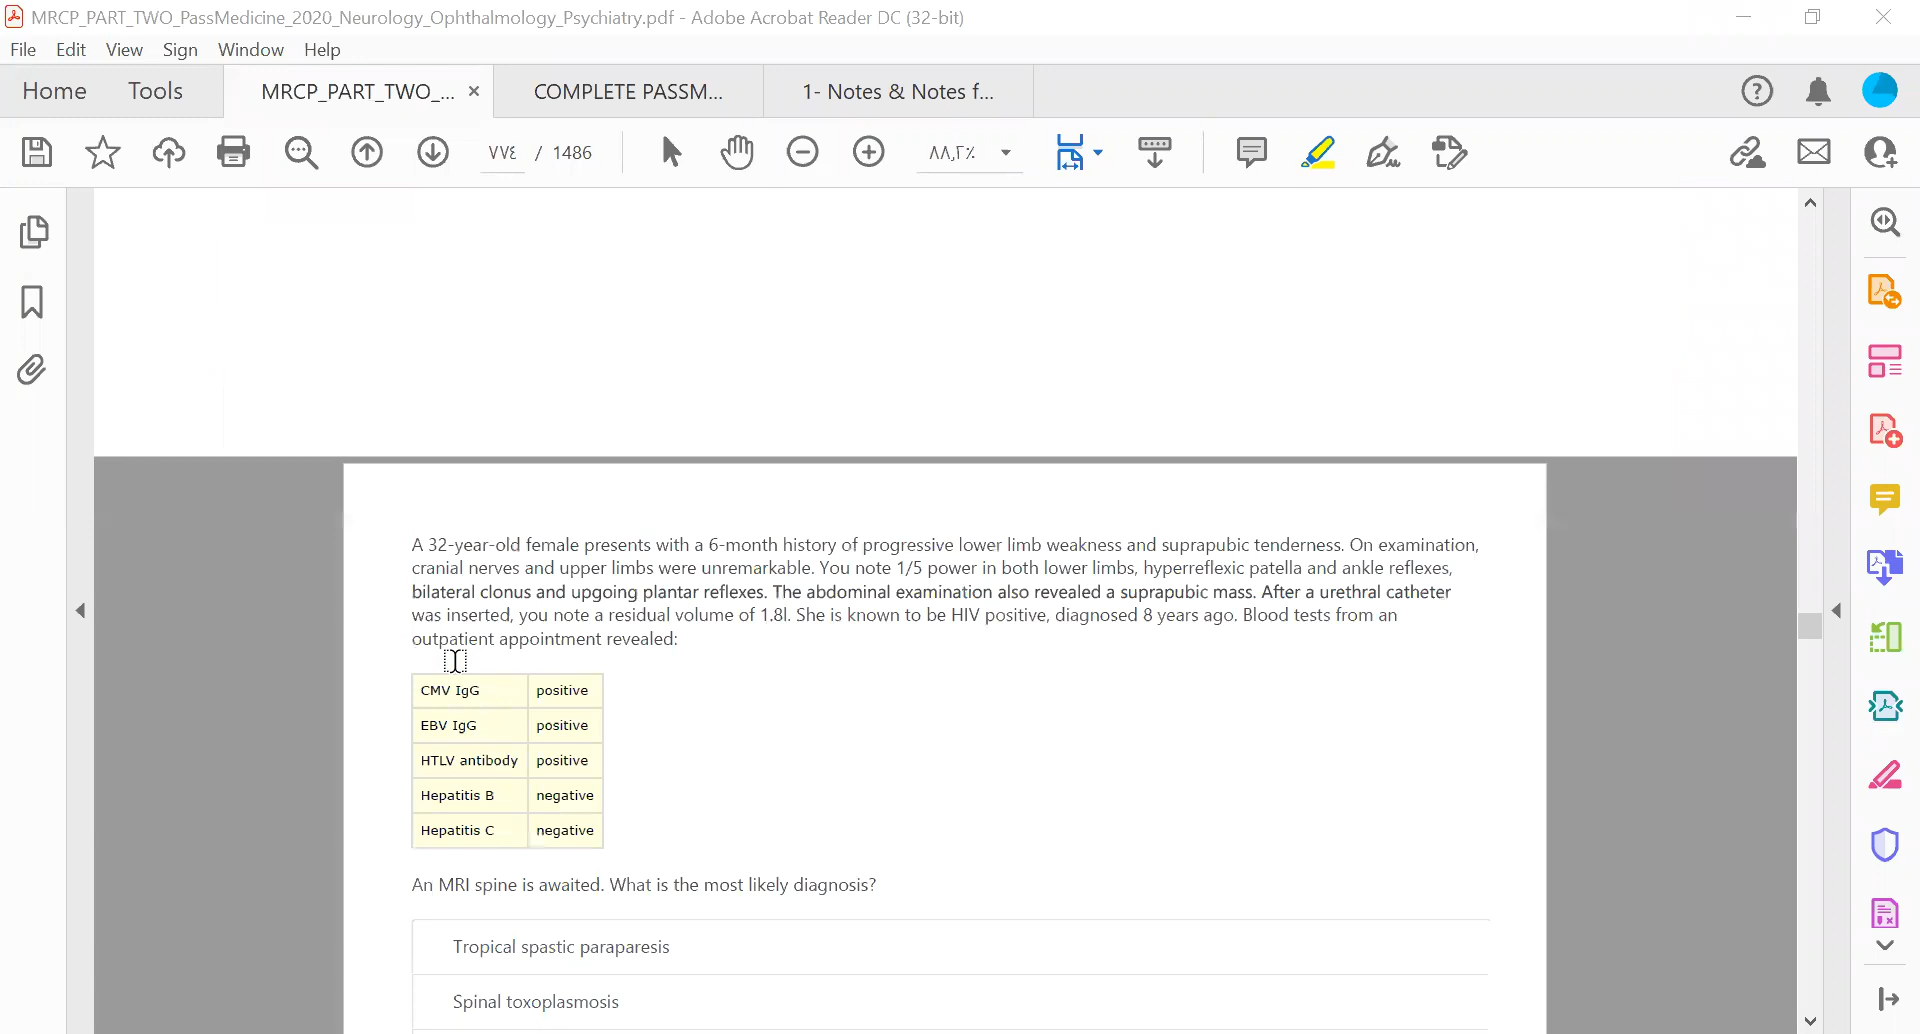 MRCP_PART_TWO_PassMedicine_2020_Neurology_Ophthalmology_Psychiatry.pdf - Adobe Acrobat Reader DC (32-bit)
File Edit View Sign Window Help
Home Tools MRCP_PART_TWO_... × COMPLETE PASSM... 1- Notes & Notes f...
٧٧٤ / 1486 ٨٨,٢٪
A 32-year-old female presents with a 6-month history of progressive lower limb weakness and suprapubic tenderness. On examination,
cranial nerves and upper limbs were unremarkable. You note 1/5 power in both lower limbs, hyperreflexic patella and ankle reflexes,
bilateral clonus and upgoing plantar reflexes. The abdominal examination also revealed a suprapubic mass. After a urethral catheter
was inserted, you note a residual volume of 1.8l. She is known to be HIV positive, diagnosed 8 years ago. Blood tests from an
outpatient appointment revealed:
CMV IgG positive
EBV IgG positive
HTLV antibody positive
Hepatitis B negative
Hepatitis C negative
An MRI spine is awaited. What is the most likely diagnosis?
Tropical spastic paraparesis
Spinal toxoplasmosis